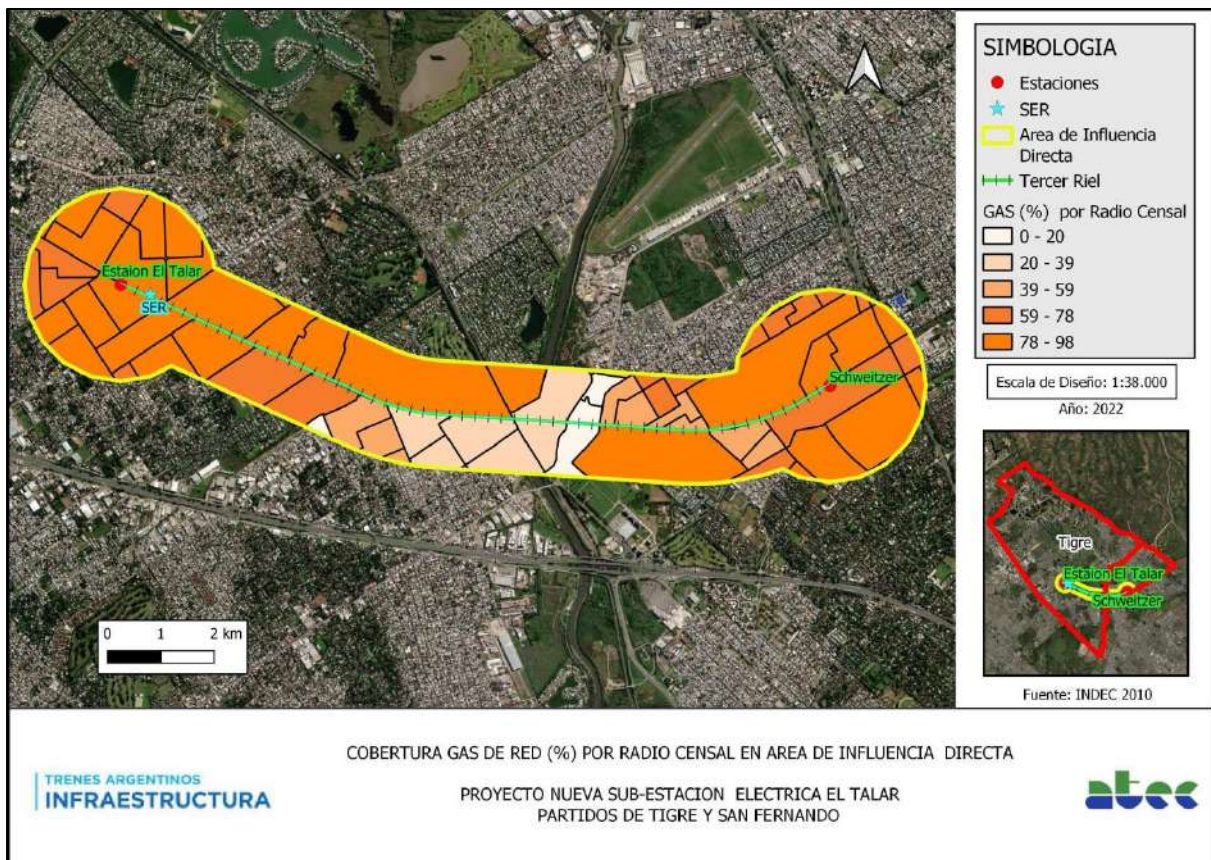 Estaion El Talar
SER
Schweitzer
0 1 2 km
SIMBOLOGIA
Estaciones
SER
Area de Influencia
Directa
Tercer Riel
GAS (%) por Radio Censal
0 - 20
20 - 39
39 - 59
59 - 78
78 - 98
Escala de Diseño: 1:38.000
Año: 2022
Tigre
Estaion El Talar
Schweitzer
Fuente: INDEC 2010
COBERTURA GAS DE RED (%) POR RADIO CENSAL EN AREA DE INFLUENCIA DIRECTA
PROYECTO NUEVA SUB-ESTACION ELECTRICA EL TALAR
PARTIDOS DE TIGRE Y SAN FERNANDO
TRENES ARGENTINOS
INFRAESTRUCTURA
atec